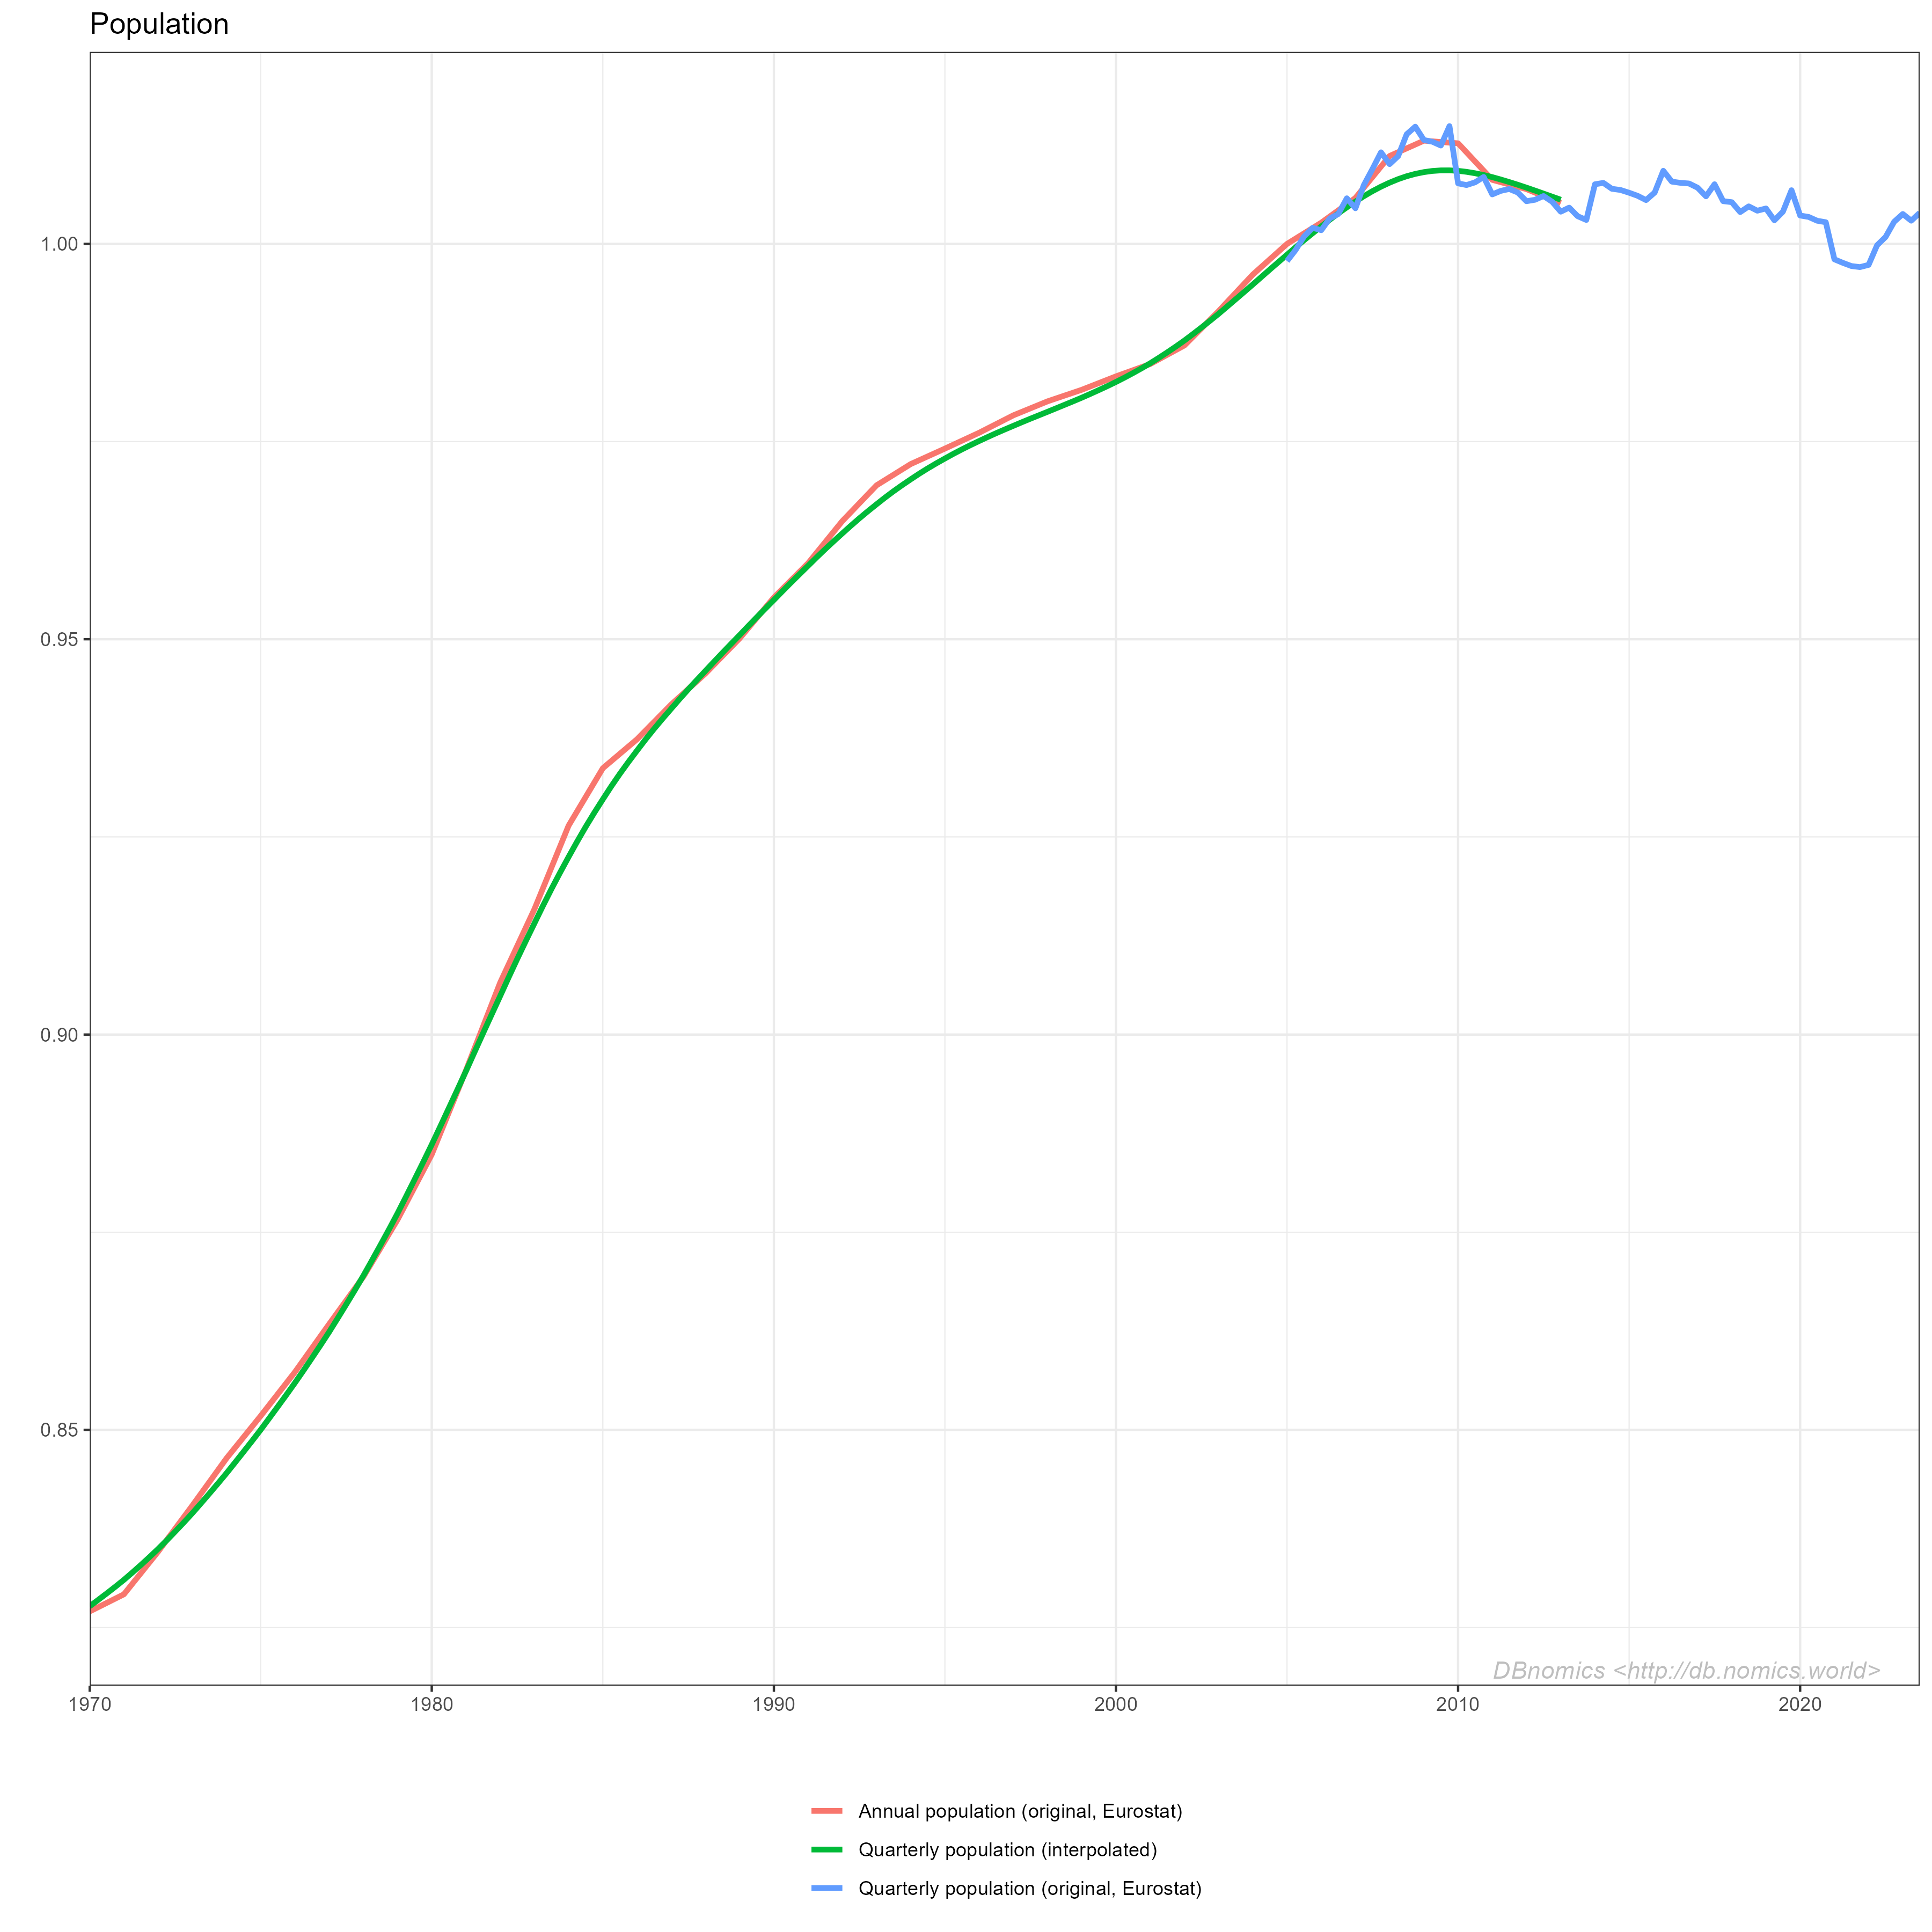 Population
1.00
0.95
0.90
0.85
DBnomics <http://db.nomics.world>
1970 1980 1990 2000 2010 2020
Annual population (original, Eurostat)
Quarterly population (interpolated)
Quarterly population (original, Eurostat)